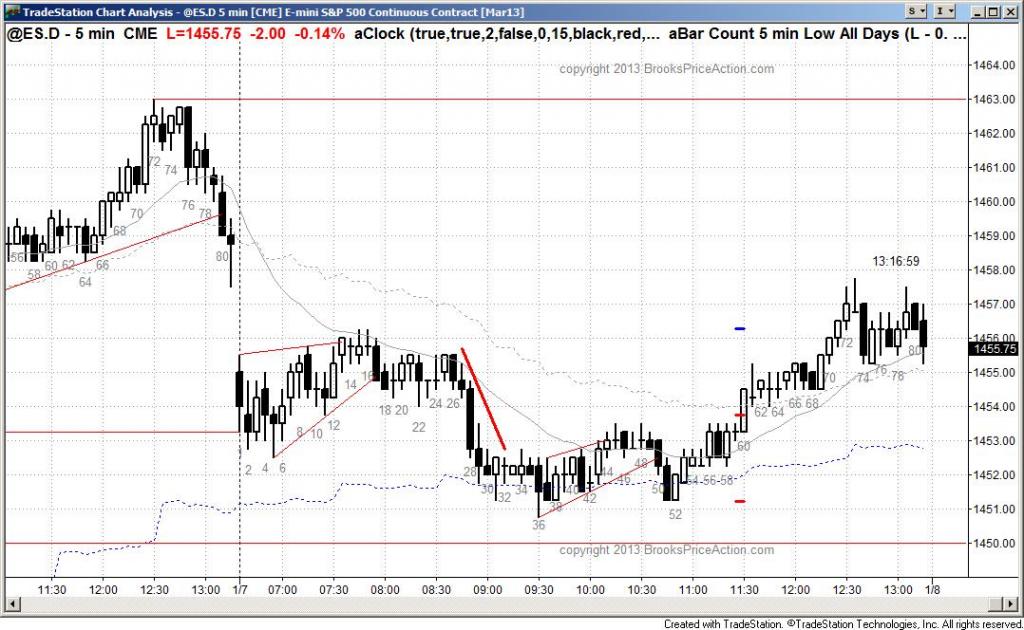 TradeStation Chart Analysis - @ES.D 5 min [CME] E-mini S&P 500 Continuous Contract [Mar13]
S I
@ES.D - 5 min CME L=1455.75 -2.00 -0.14% aClock (true,true,2,false,0,15,black,red,... aBar Count 5 min Low All Days (L - 0. ...
copyright 2013 BrooksPriceAction.com
1464.00
1463.00
1462.00
1461.00
1460.00
1459.00
1458.00
1457.00
1456.00
1455.75
1455.00
1454.00
1453.00
1452.00
1451.00
1450.00
13:16:59
56 58 60 62 64 66 68 70 72 74 76 78 80
2 4 6 8 10 12 14 16 18 20 22 24 26 28 30 32 34 36 38 40 42 44 46 48 50 52 54 56 58 60 62 64 66 68 70 72 74 76 78 80
copyright 2013 BrooksPriceAction.com
11:30 12:00 12:30 13:00 1/7 07:00 07:30 08:00 08:30 09:00 09:30 10:00 10:30 11:00 11:30 12:00 12:30 13:00 1/8
Created with TradeStation. ©TradeStation Technologies, Inc. All rights reserved.